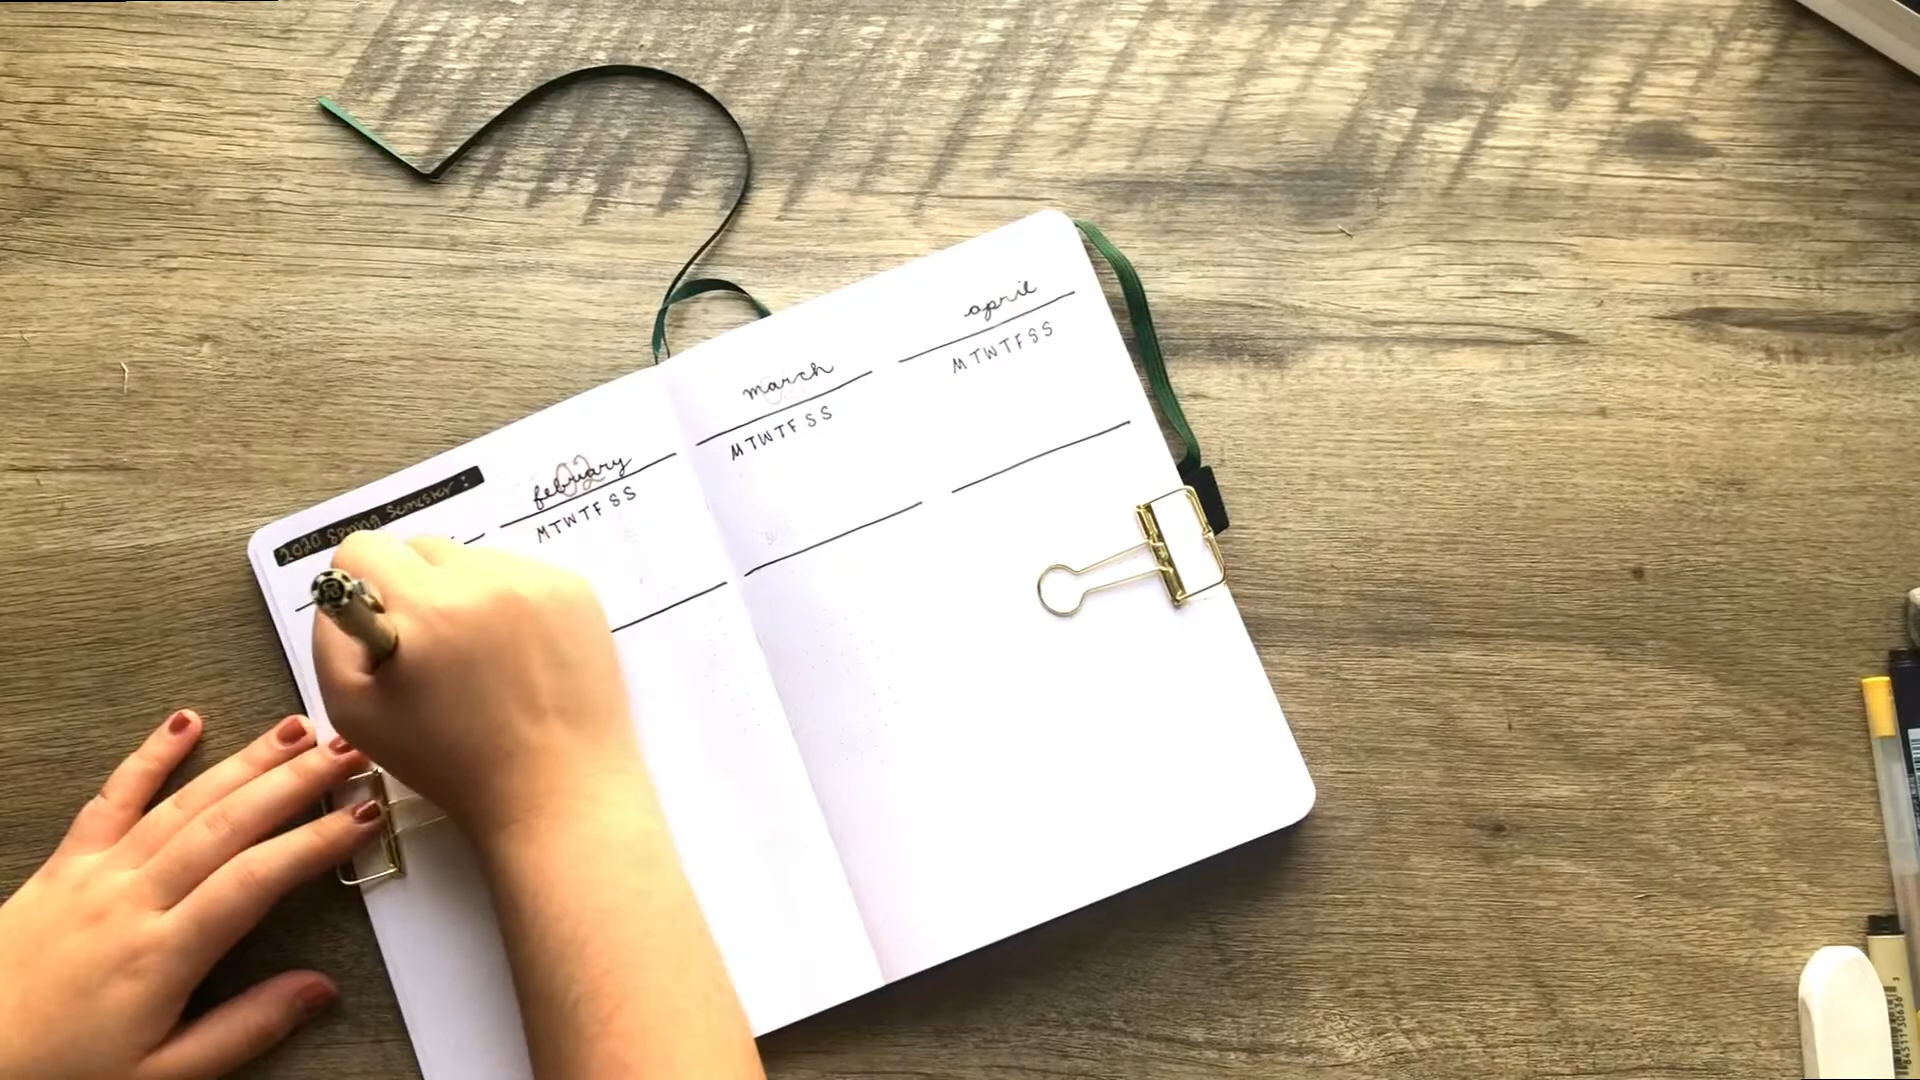 2020 Spring Semester:
february
MTWTFSS
march
MTWTFSS
april
MTWTFSS